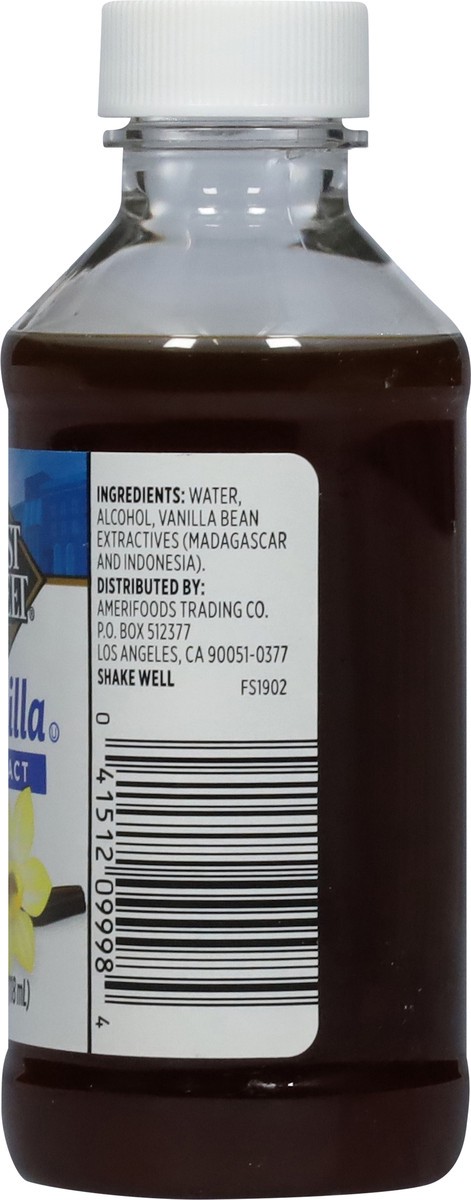 INGREDIENTS: WATER,
ALCOHOL, VANILLA BEAN
EXTRACTIVES (MADAGASCAR
AND INDONESIA).
DISTRIBUTED BY:
AMERIFOODS TRADING CO.
P.O. BOX 512377
LOS ANGELES, CA 90051-0377
SHAKE WELL FS1902
0 41512 09998 4